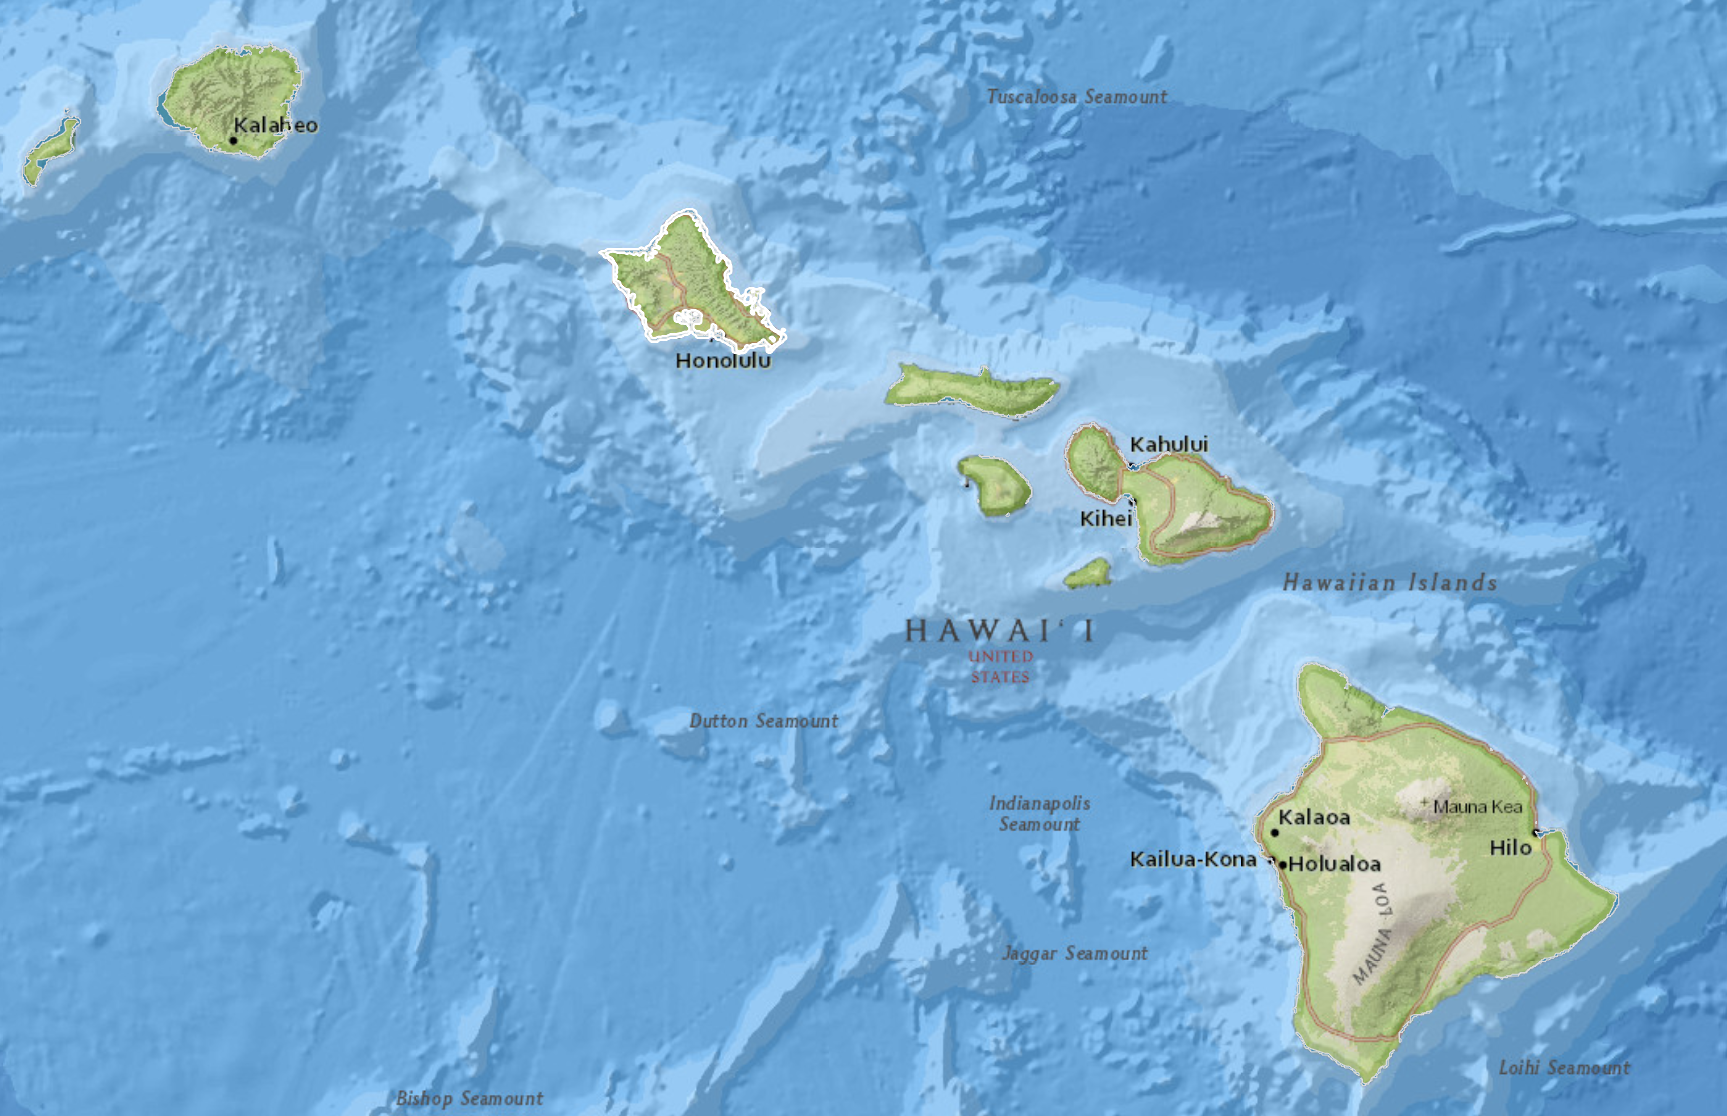 Tuscaloosa Seamount
Kalaheo
Honolulu
Kahului
Kihei
Hawaiian Islands
HAWAI‘I
UNITED
STATES
Dutton Seamount
Indianapolis
Seamount
Mauna Kea
Kalaoa
Hilo
Kailua-Kona
Holualoa
MAUNA LOA
Jaggar Seamount
Loihi Seamount
Bishop Seamount